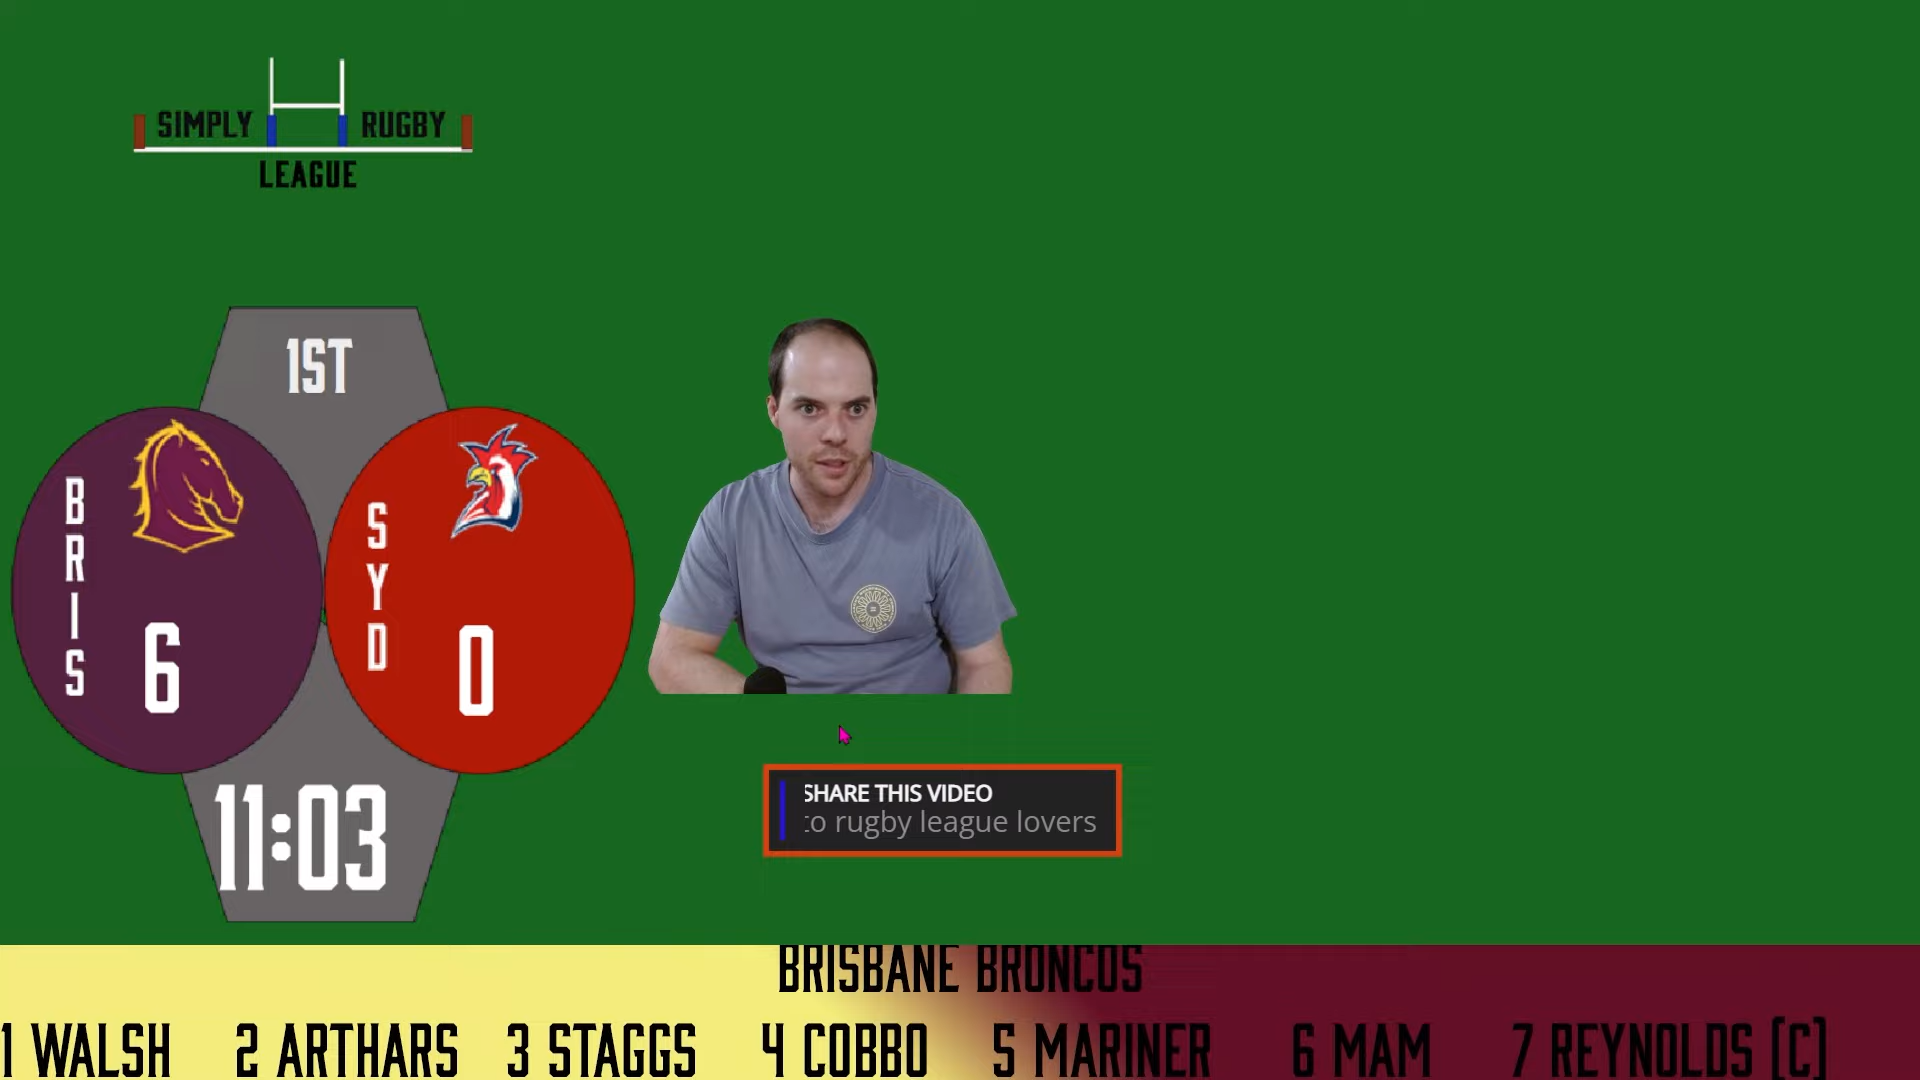 SIMPLY RUGBY
LEAGUE
1ST
BRIS
6
SYD
0
11:03
SHARE THIS VIDEO
to rugby league lovers
BRISBANE BRONCOS
1 WALSH 2 ARTHARS 3 STAGGS 4 COBBO 5 MARINER 6 MAM 7 REYNOLDS (C)